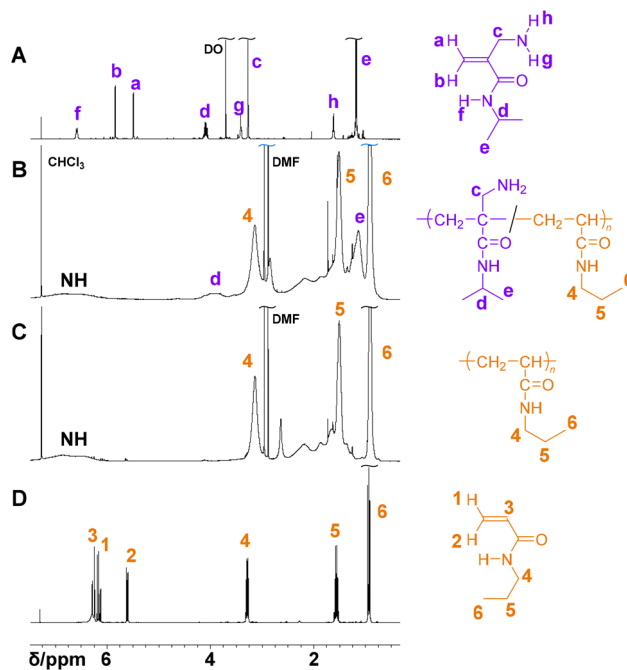 A
DO
f
b
a
d
g
c
h
e
a
H
b
H
c
N
H
h
H
g
O
H
N
f
d
e
B
CHCl3
DMF
NH
d
4
5
e
6
c
NH2
(CH2
C
CH2
CH)n
C=O
C=O
NH
NH
d
e
4
5
6
C
DMF
NH
4
5
6
(CH2
CH)n
C=O
NH
4
5
6
D
3
1
2
4
5
6
1
H
3
2
H
O
H
N
4
6
5
δ/ppm
6
4
2